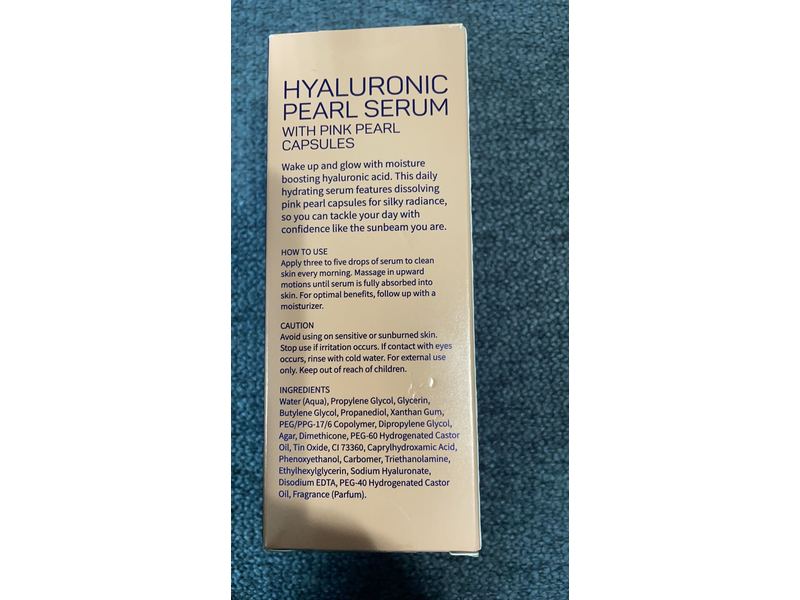 HYALURONIC
PEARL SERUM
WITH PINK PEARL
CAPSULES
Wake up and glow with moisture
boosting hyaluronic acid. This daily
hydrating serum features dissolving
pink pearl capsules for silky radiance,
so you can tackle your day with
confidence like the sunbeam you are.
HOW TO USE
Apply three to five drops of serum to clean
skin every morning. Massage in upward
motions until serum is fully absorbed into
skin. For optimal benefits, follow up with a
moisturizer.
CAUTION
Avoid using on sensitive or sunburned skin.
Stop use if irritation occurs. If contact with eyes
occurs, rinse with cold water. For external use
only. Keep out of reach of children.
INGREDIENTS
Water (Aqua), Propylene Glycol, Glycerin,
Butylene Glycol, Propanediol, Xanthan Gum,
PEG/PPG-17/6 Copolymer, Dipropylene Glycol,
Agar, Dimethicone, PEG-60 Hydrogenated Castor
Oil, Tin Oxide, CI 73360, Caprylhydroxamic Acid,
Phenoxyethanol, Carbomer, Triethanolamine,
Ethylhexylglycerin, Sodium Hyaluronate,
Disodium EDTA, PEG-40 Hydrogenated Castor
Oil, Fragrance (Parfum).